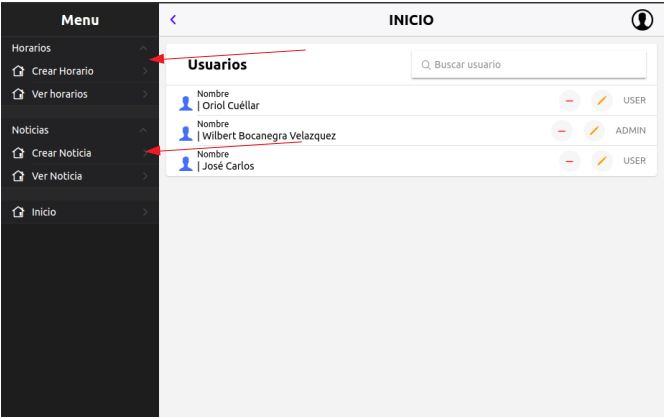 Menu
INICIO
Horarios
Crear Horario
Ver horarios
Noticias
Crear Noticia
Ver Noticia
Inicio
Usuarios
Buscar usuario
Nombre
| Oriol Cuéllar
USER
Nombre
| Wilbert Bocanegra Velazquez
ADMIN
Nombre
| José Carlos
USER